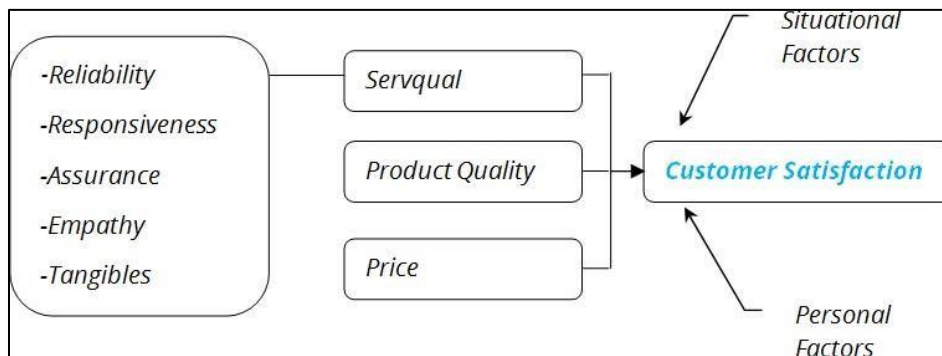 -Reliability
-Responsiveness
-Assurance
-Empathy
-Tangibles
Servqual
Product Quality
Price
Situational
Factors
Customer Satisfaction
Personal
Factors